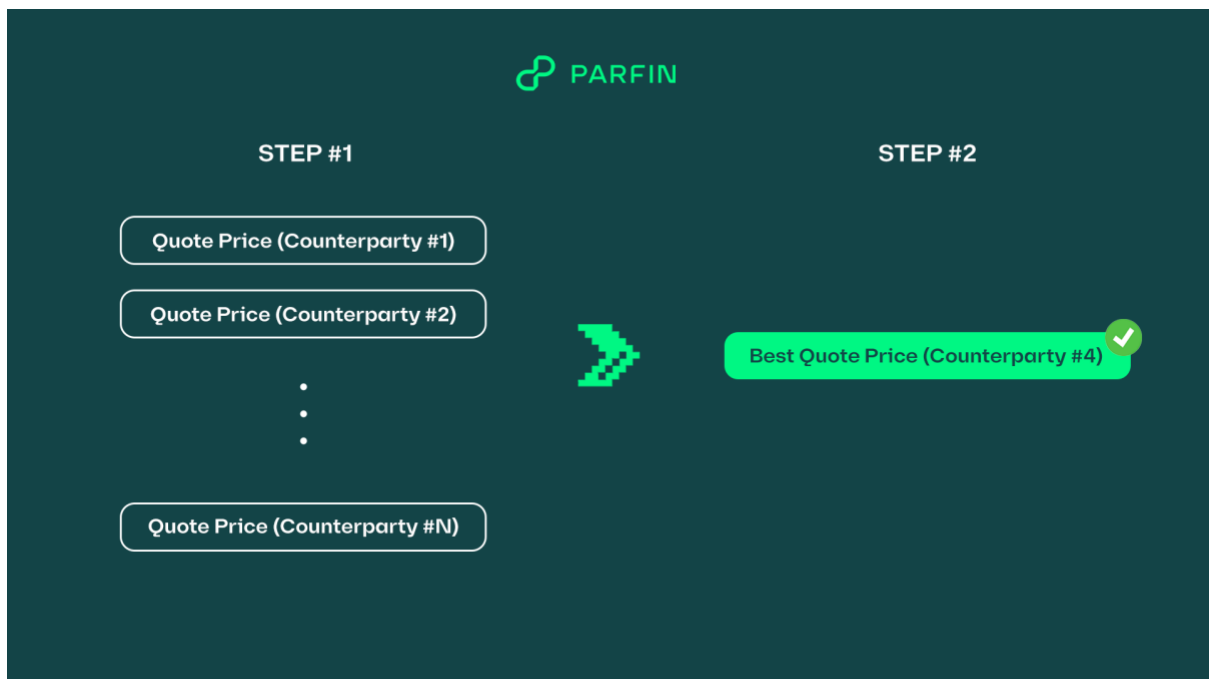 PARFIN
STEP #1
Quote Price (Counterparty #1)
Quote Price (Counterparty #2)
Quote Price (Counterparty #N)
STEP #2
Best Quote Price (Counterparty #4)